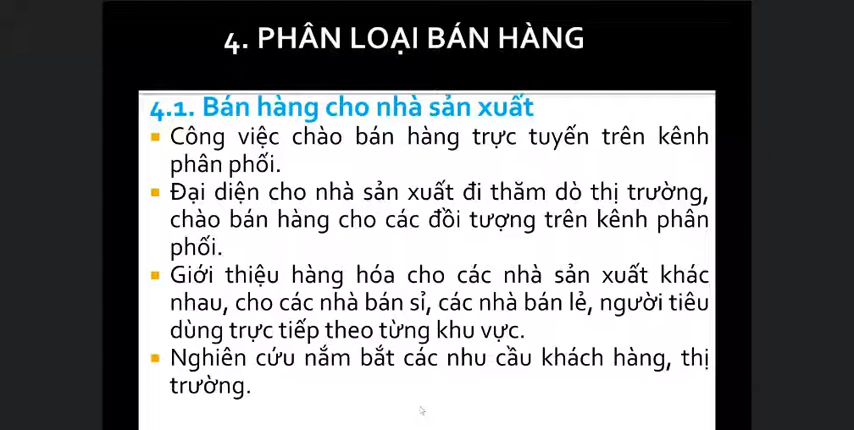 4. PHÂN LOẠI BÁN HÀNG
4.1. Bán hàng cho nhà sản xuất
Công việc chào bán hàng trực tuyến trên kênh
phân phối.
Đại diện cho nhà sản xuất đi thăm dò thị trường,
chào bán hàng cho các đồi tượng trên kênh phân
phối.
Giới thiệu hàng hóa cho các nhà sản xuất khác
nhau, cho các nhà bán sỉ, các nhà bán lẻ, người tiêu
dùng trực tiếp theo từng khu vực.
Nghiên cứu nắm bắt các nhu cầu khách hàng, thị
trường.